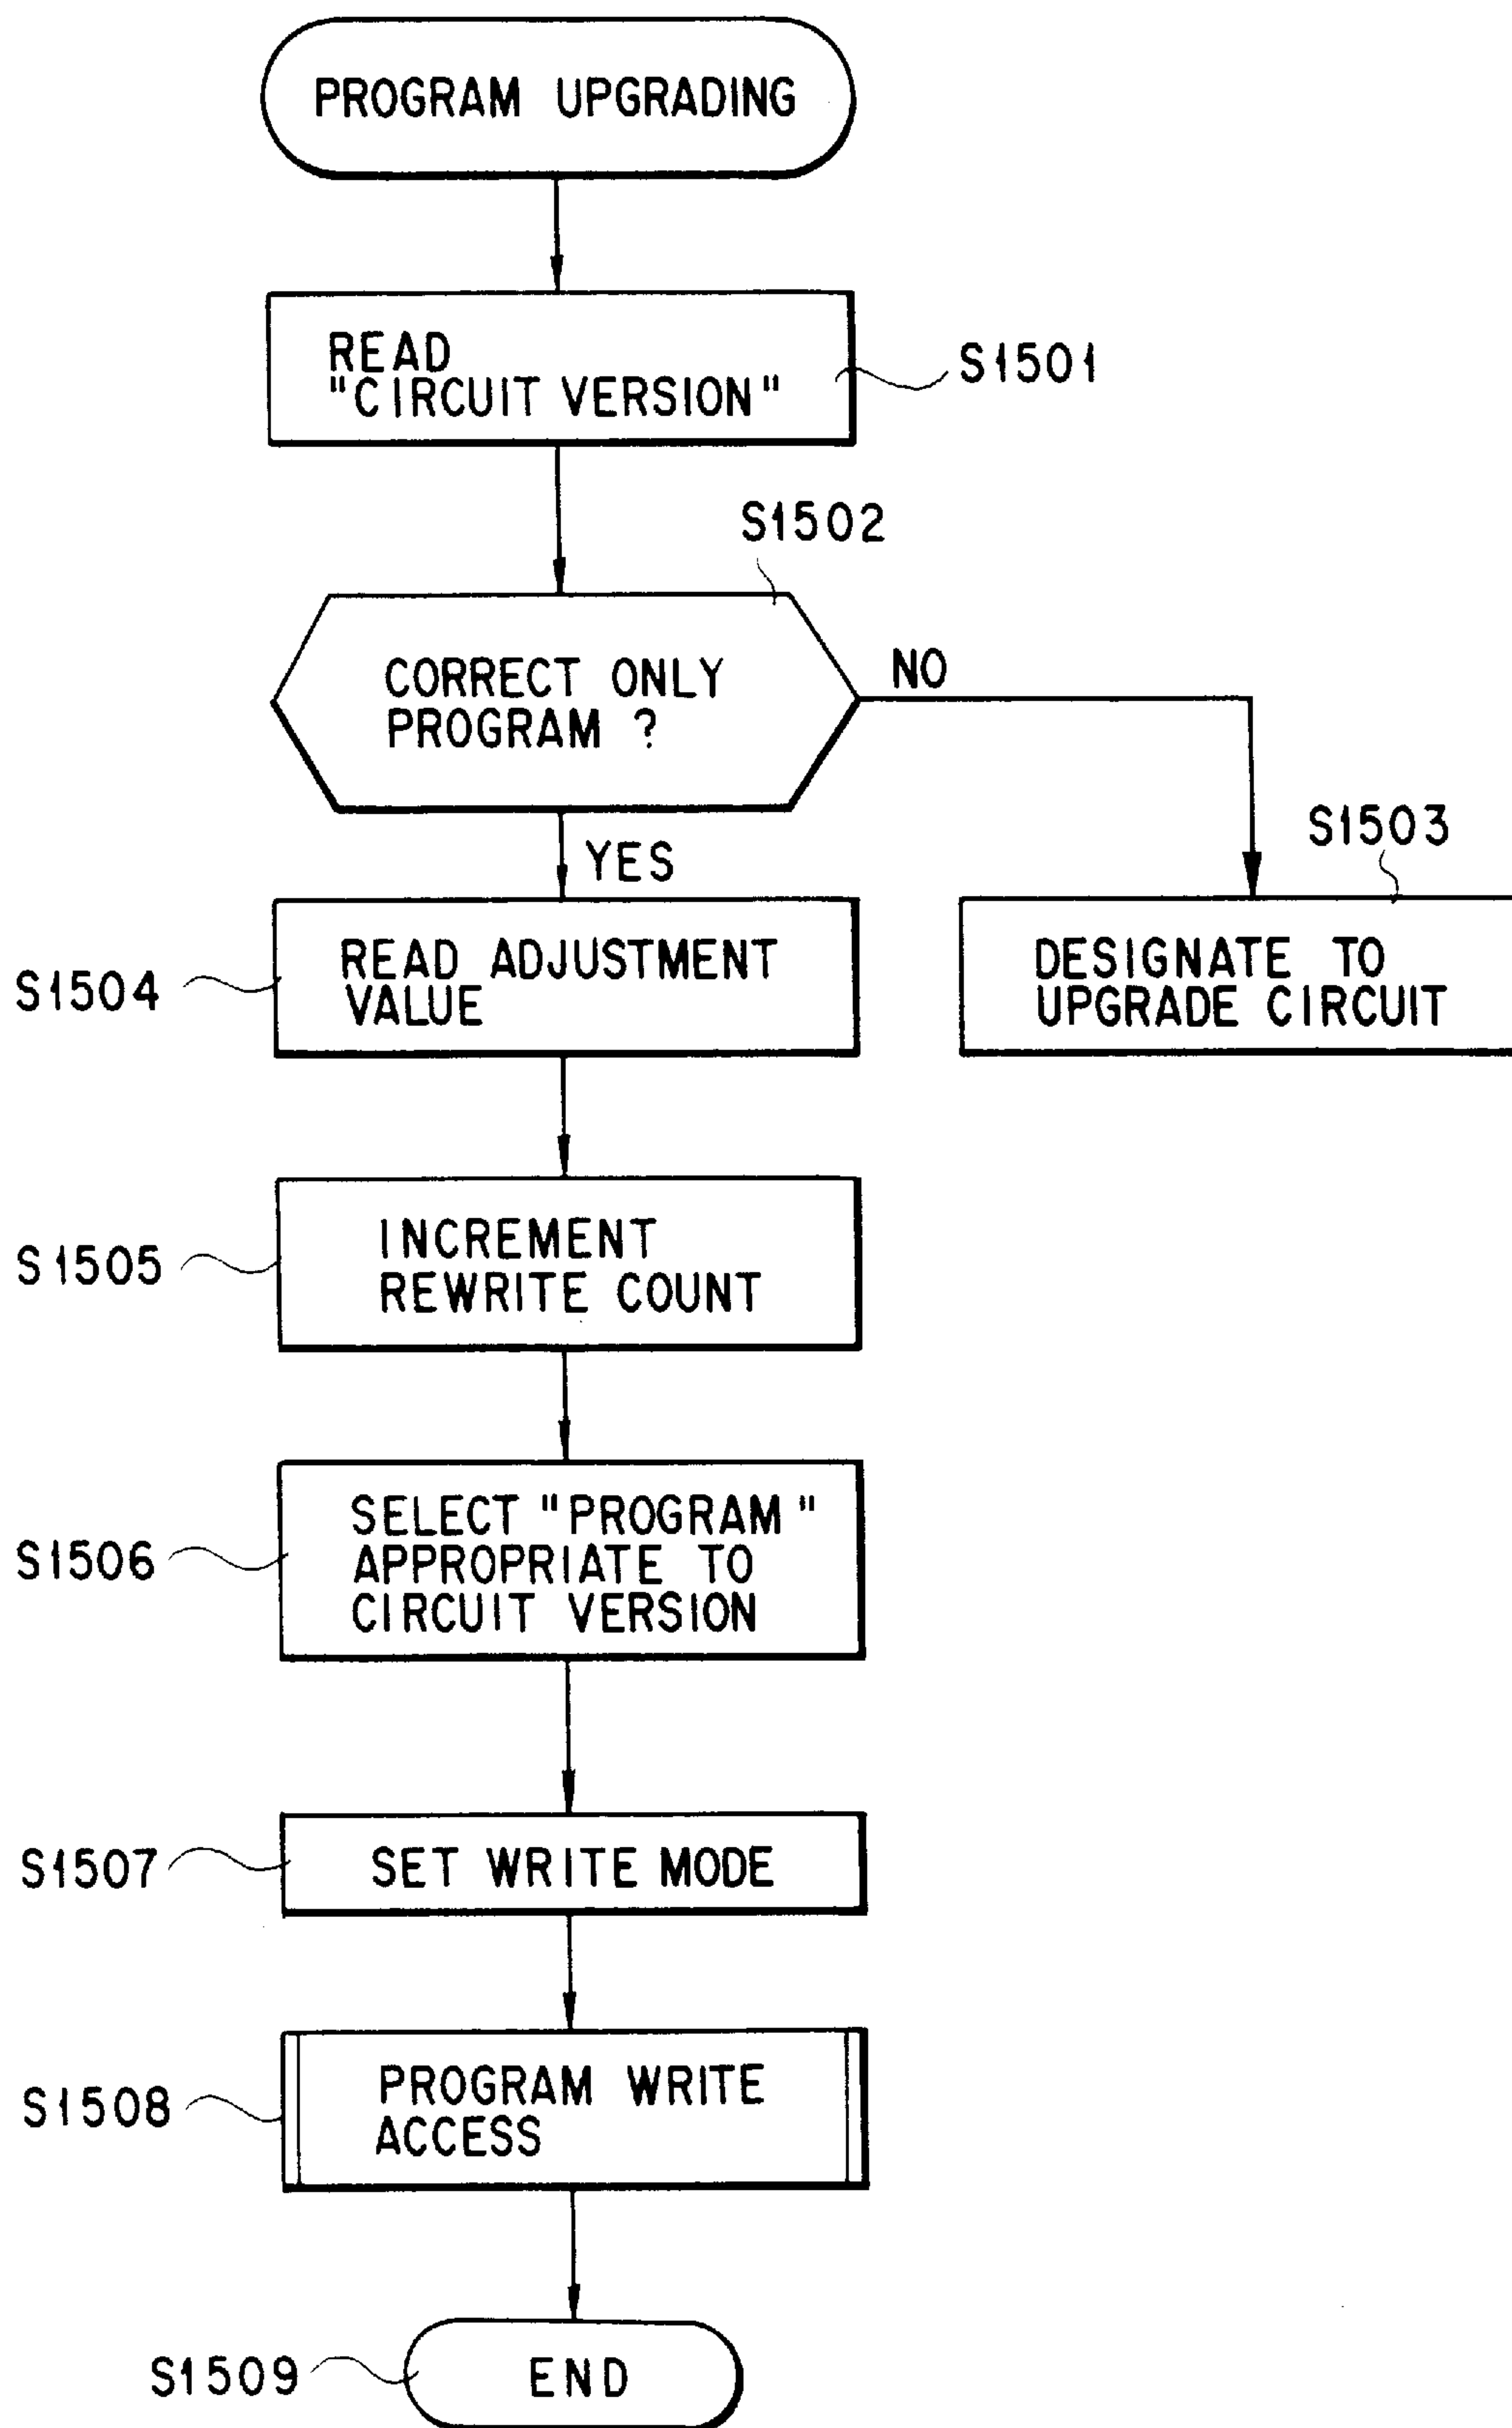 PROGRAM UPGRADING
READ
"CIRCUIT VERSION"
S1501
S1502
CORRECT ONLY
PROGRAM ?
NO
YES
S1503
DESIGNATE TO
UPGRADE CIRCUIT
S1504
READ ADJUSTMENT
VALUE
S1505
INCREMENT
REWRITE COUNT
S1506
SELECT "PROGRAM"
APPROPRIATE TO
CIRCUIT VERSION
S1507
SET WRITE MODE
S1508
PROGRAM WRITE
ACCESS
S1509
END